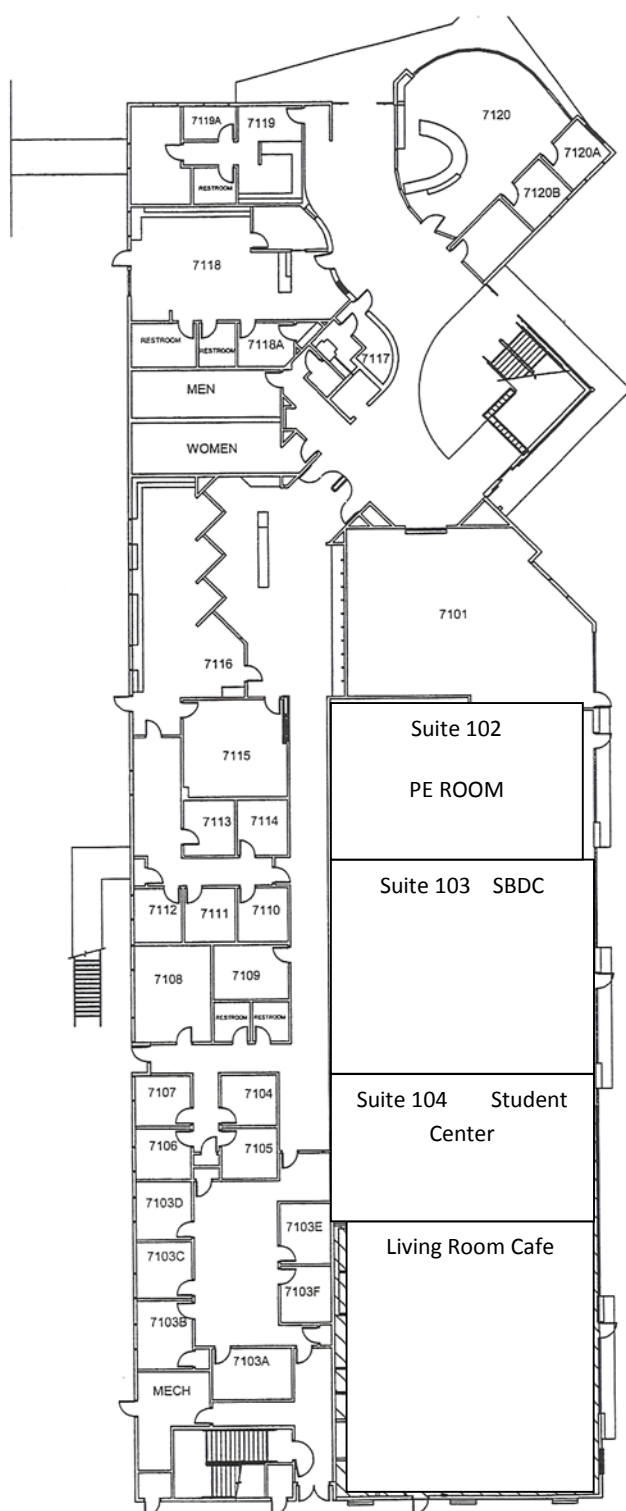 7119A
7119
7120
7120A
RESTROOM
7120B
7118
RESTROOM
RESTROOM
7118A
7117
MEN
WOMEN
7101
7116
Suite 102
7115
PE ROOM
7113
7114
Suite 103 SBDC
7112
7111
7110
7108
7109
RESTROOM
RESTROOM
7107
7104
Suite 104 Student
Center
7106
7105
7103D
7103E
Living Room Cafe
7103C
7103F
7103B
7103A
MECH